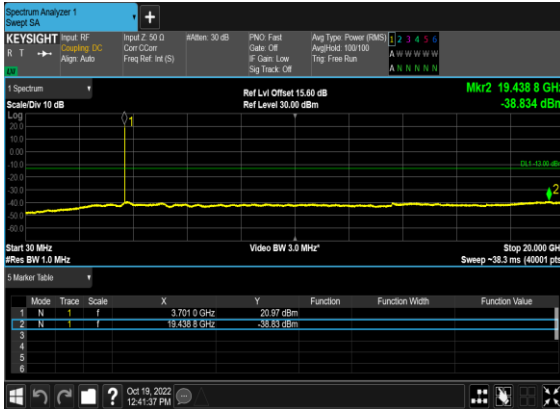 Spectrum Analyzer 1
Swept SA
+
KEYSIGHT
R T
LV
Input: RF
Coupling: DC
Align: Auto
Input Z: 50 Ω
Corr CCorr
Freq Ref: Int (S)
#Atten: 30 dB
PNO: Fast
Gate: Off
IF Gain: Low
Sig Track: Off
Avg Type: Power (RMS)
Avg|Hold: 100/100
Trig: Free Run
1 2 3 4 5 6
A W W W W W
A N N N N N
1 Spectrum
Scale/Div 10 dB
Ref Lvl Offset 15.60 dB
Ref Level 30.00 dBm
Mkr2 19.438 8 GHz
-38.834 dBm
Log
20.0
10.0
0.00
-10.0
-20.0
-30.0
-40.0
-50.0
-60.0
1
DL1 -13.00 dBm
2
Start 30 MHz
#Res BW 1.0 MHz
Video BW 3.0 MHz*
Stop 20.000 GH
Sweep ~38.3 ms (40001 pts
5 Marker Table
Mode Trace Scale X Y Function Function Width Function Value
1 N 1 f 3.701 0 GHz 20.97 dBm
2 N 1 f 19.438 8 GHz -38.83 dBm
3
4
5
6
?
Oct 19, 2022
12:41:37 PM